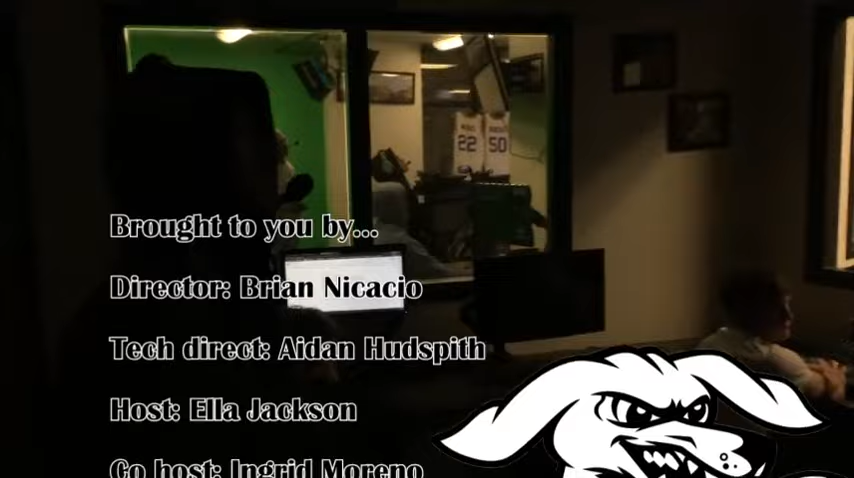 22 50
Brought to you by...
Director: Brian Nicacio
Tech direct: Aidan Hudspith
Host: Ella Jackson
Co host: Ingrid Moreno